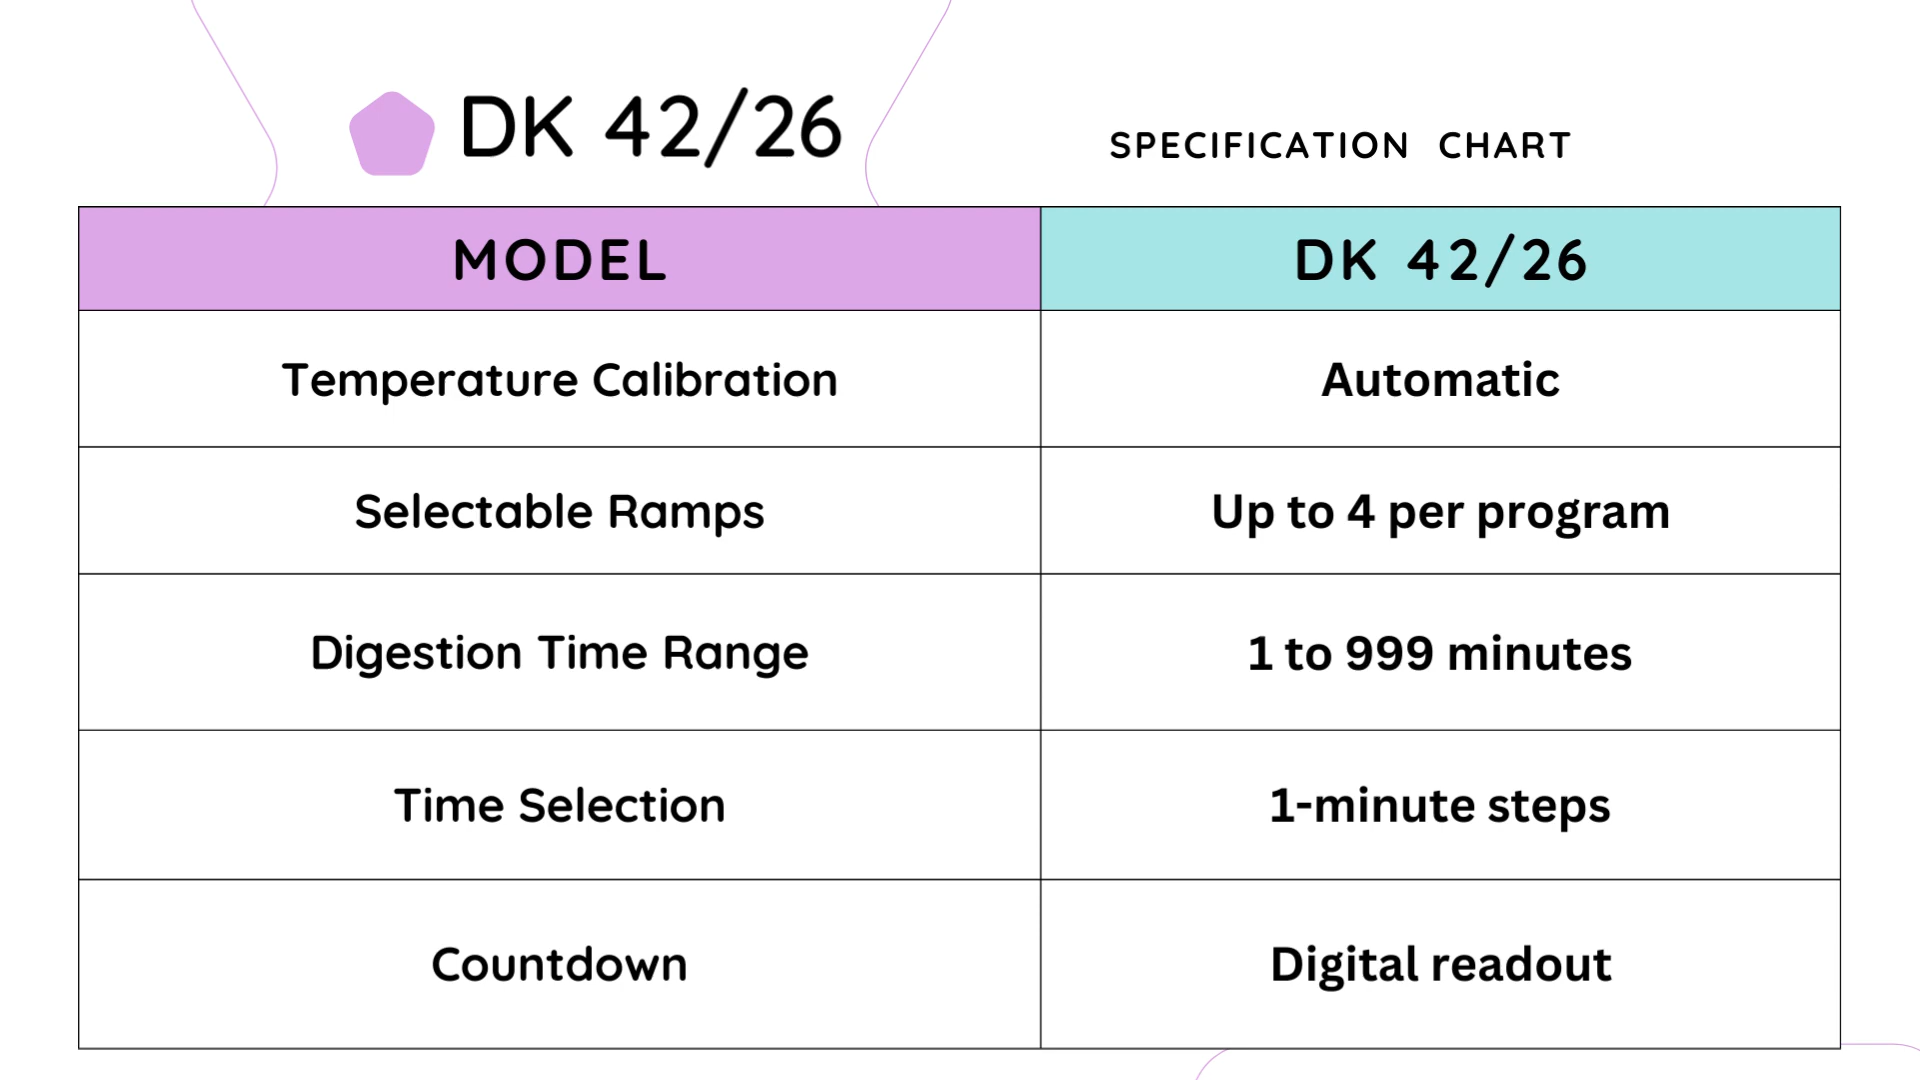 DK 42/26
SPECIFICATION CHART
MODEL
DK 42/26
Temperature Calibration
Automatic
Selectable Ramps
Up to 4 per program
Digestion Time Range
1 to 999 minutes
Time Selection
1-minute steps
Countdown
Digital readout